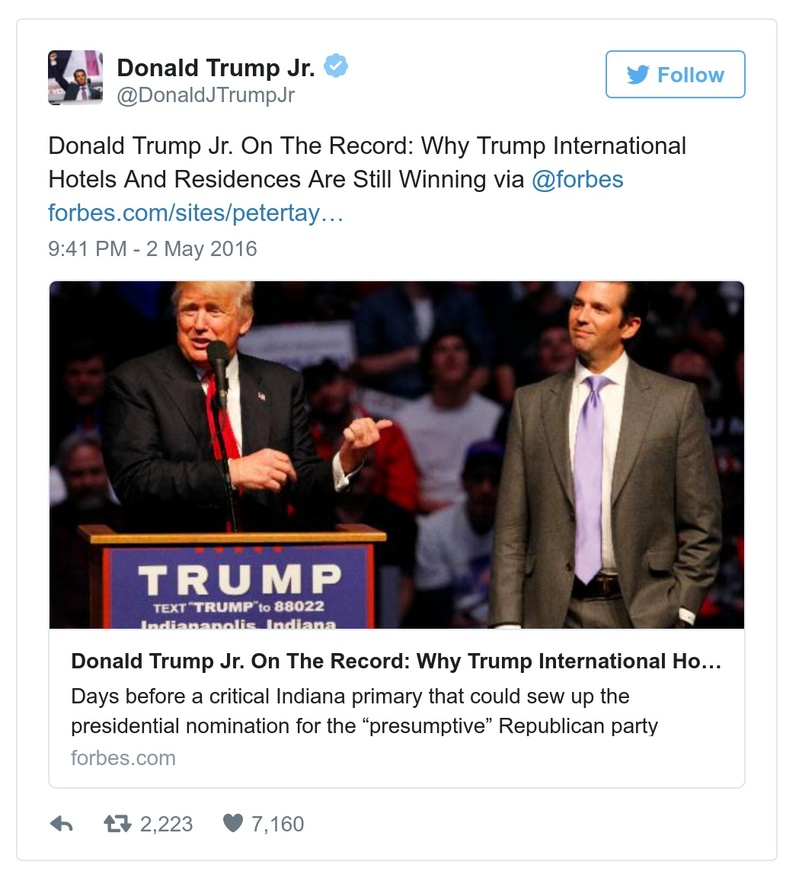 Donald Trump Jr.
@DonaldJTrumpJr
Follow
Donald Trump Jr. On The Record: Why Trump International
Hotels And Residences Are Still Winning via @forbes
forbes.com/sites/petertay…
9:41 PM - 2 May 2016
TRUMP
TEXT "TRUMP" to 88022
Indianapolis, Indiana
Donald Trump Jr. On The Record: Why Trump International Ho…
Days before a critical Indiana primary that could sew up the
presidential nomination for the “presumptive” Republican party
forbes.com
2,223
7,160